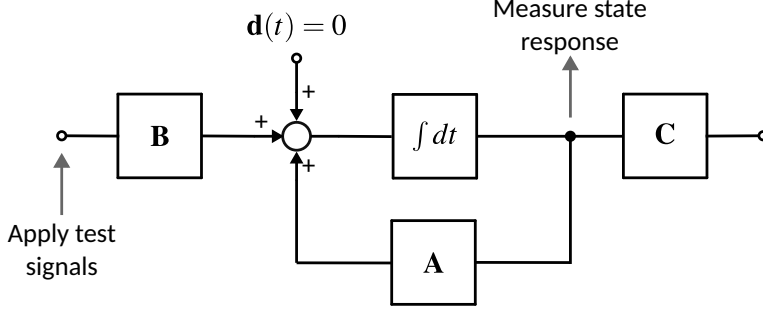 Measure state
response
𝐝(t) = 0
+
+
B
∫ dt
C
+
A
Apply test
signals